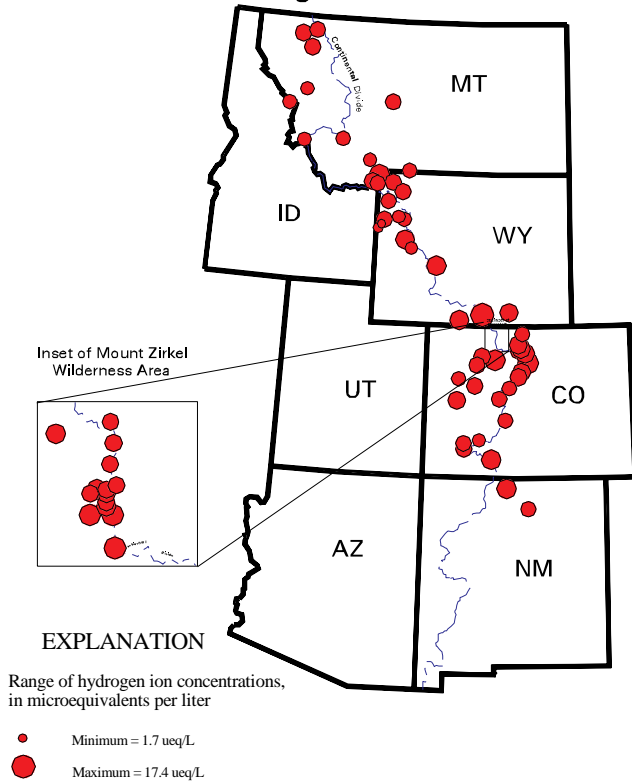 Continental Divide
MT
ID
WY
Inset of Mount Zirkel
Wilderness Area
UT
CO
AZ
NM
EXPLANATION
Range of hydrogen ion concentrations,
in microequivalents per liter
Minimum = 1.7 ueq/L
Maximum = 17.4 ueq/L